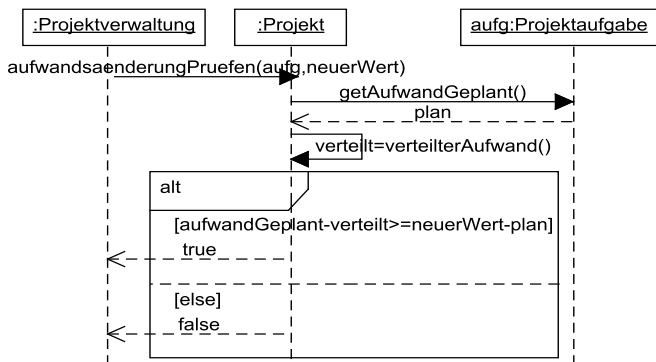 :Projektverwaltung
:Projekt
aufg:Projektaufgabe
aufwandsaenderungPruefen(aufg,neuerWert)
getAufwandGeplant()
plan
verteilt=verteilterAufwand()
alt
[aufwandGeplant-verteilt>=neuerWert-plan]
true
[else]
false